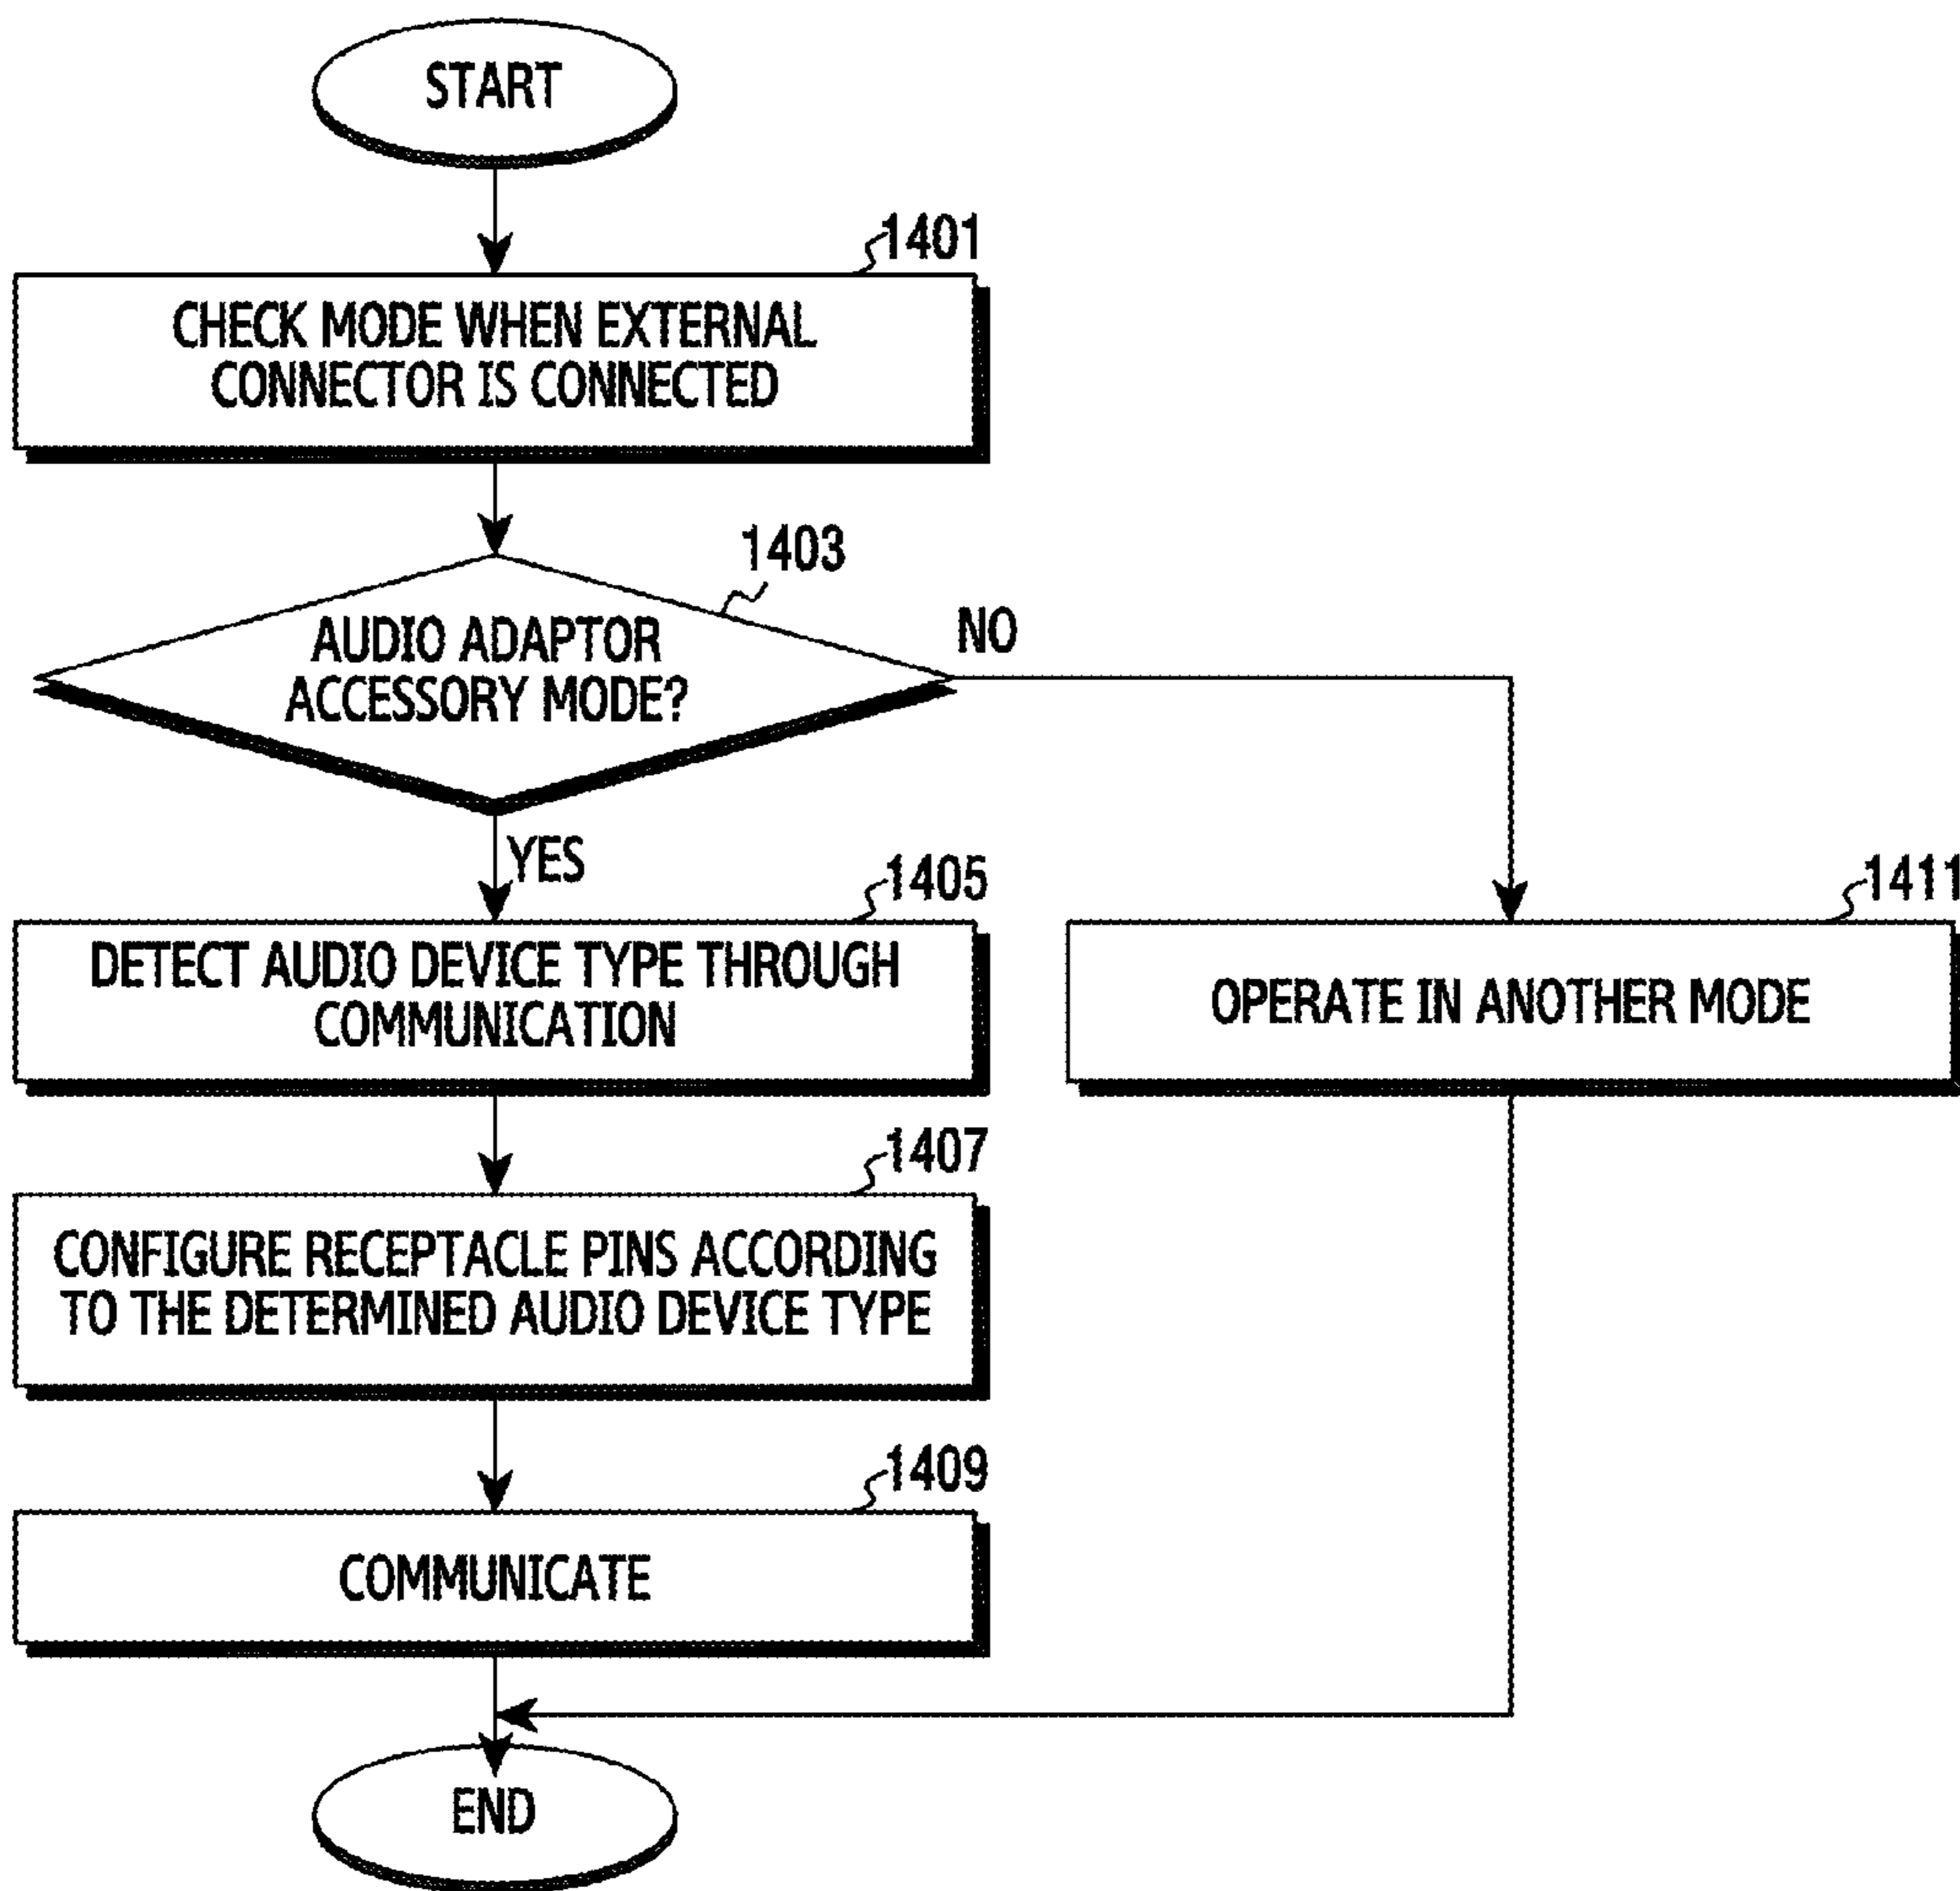 START
1401
CHECK MODE WHEN EXTERNAL
CONNECTOR IS CONNECTED
1403
AUDIO ADAPTOR
ACCESSORY MODE?
NO
YES
1405
DETECT AUDIO DEVICE TYPE THROUGH
COMMUNICATION
1411
OPERATE IN ANOTHER MODE
1407
CONFIGURE RECEPTACLE PINS ACCORDING
TO THE DETERMINED AUDIO DEVICE TYPE
1409
COMMUNICATE
END